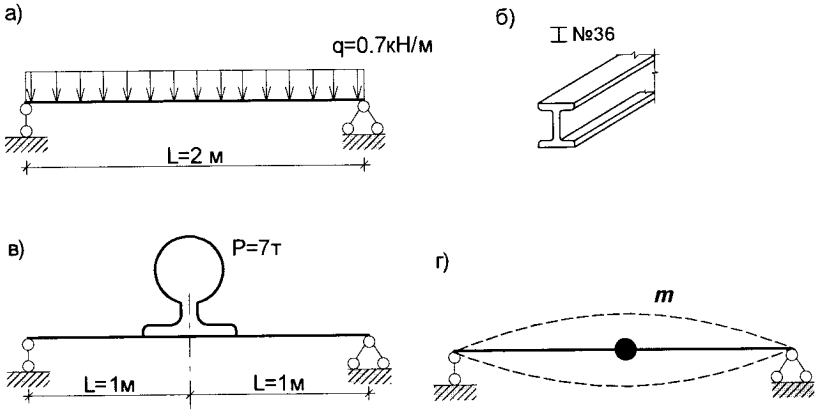 а)
q=0.7кН/м
L=2 м
б)
I №36
в)
P=7т
L=1м
L=1м
г)
m